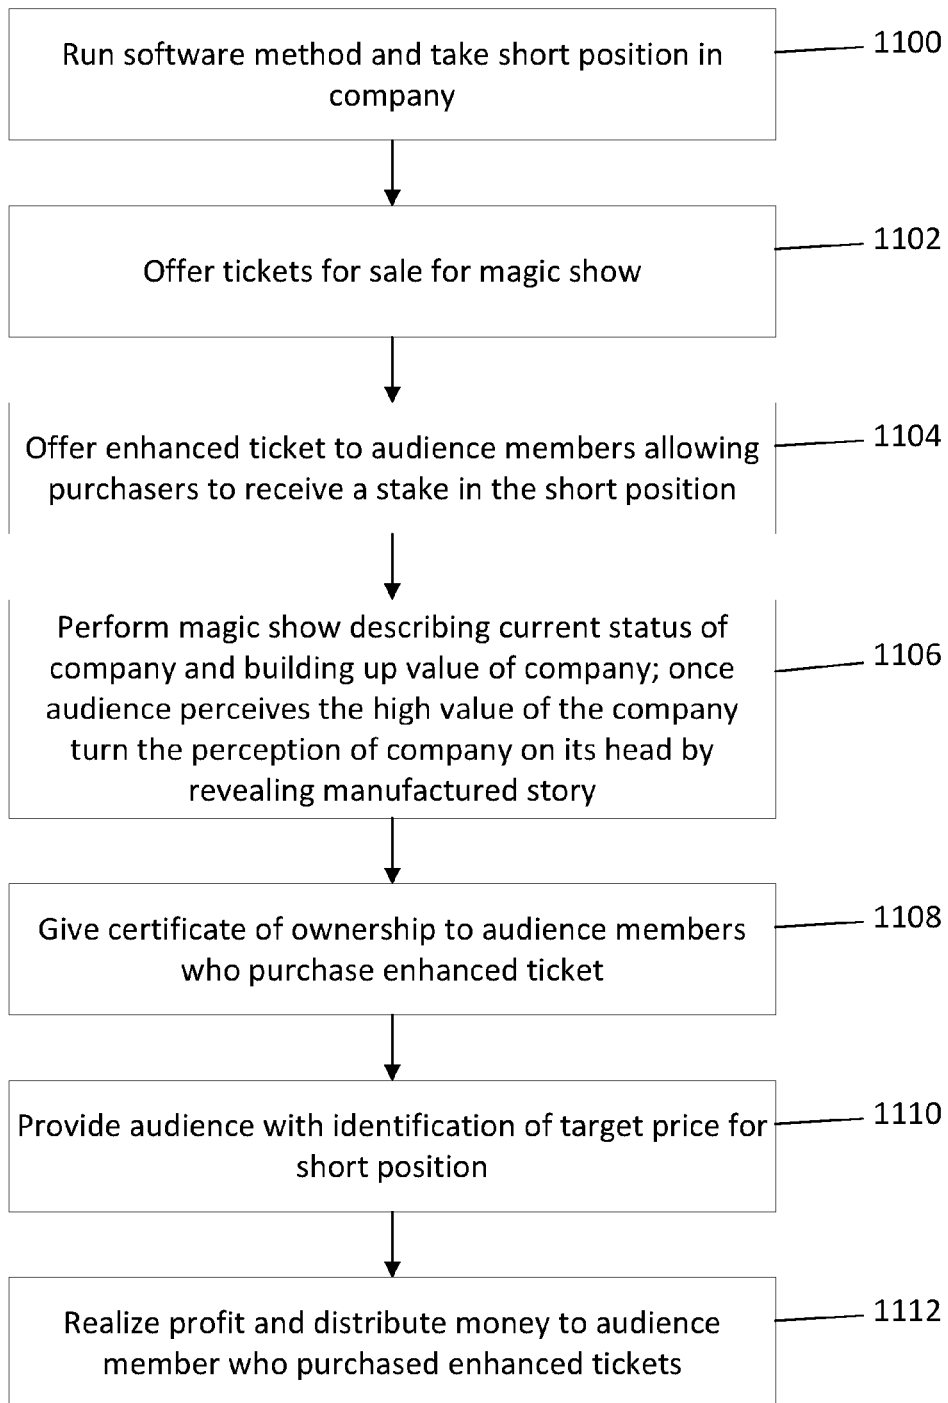 Run software method and take short position in
company
1100
Offer tickets for sale for magic show
1102
Offer enhanced ticket to audience members allowing
purchasers to receive a stake in the short position
1104
Perform magic show describing current status of
company and building up value of company; once
audience perceives the high value of the company
turn the perception of company on its head by
revealing manufactured story
1106
Give certificate of ownership to audience members
who purchase enhanced ticket
1108
Provide audience with identification of target price for
short position
1110
Realize profit and distribute money to audience
member who purchased enhanced tickets
1112